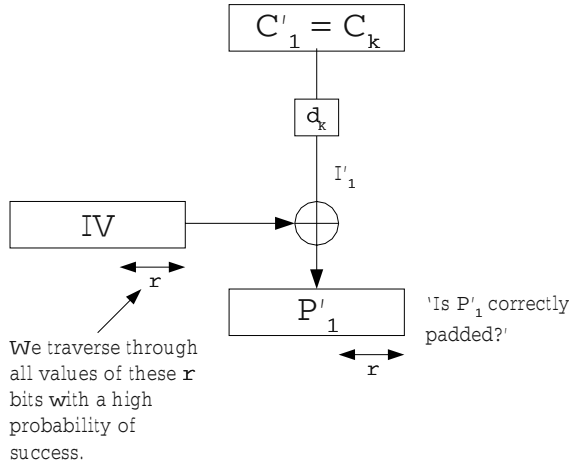 C'₁ = Cₖ
dₖ
I'₁
IV
r
P'₁
'Is P'₁ correctly
padded?'
r
We traverse through
all values of these r
bits with a high
probability of
success.